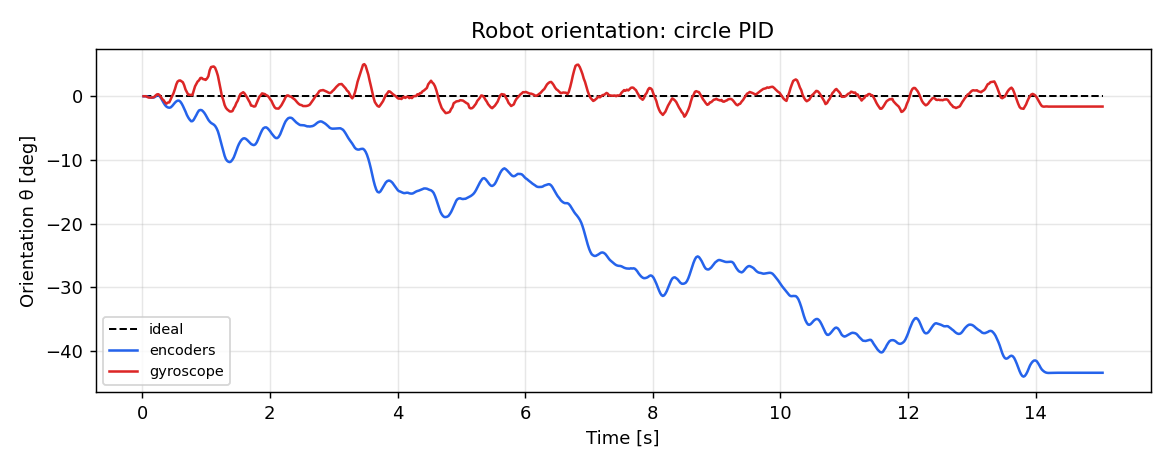 Robot orientation: circle PID
Orientation θ [deg]
0
−10
−20
−30
−40
ideal
encoders
gyroscope
0 2 4 6 8 10 12 14
Time [s]